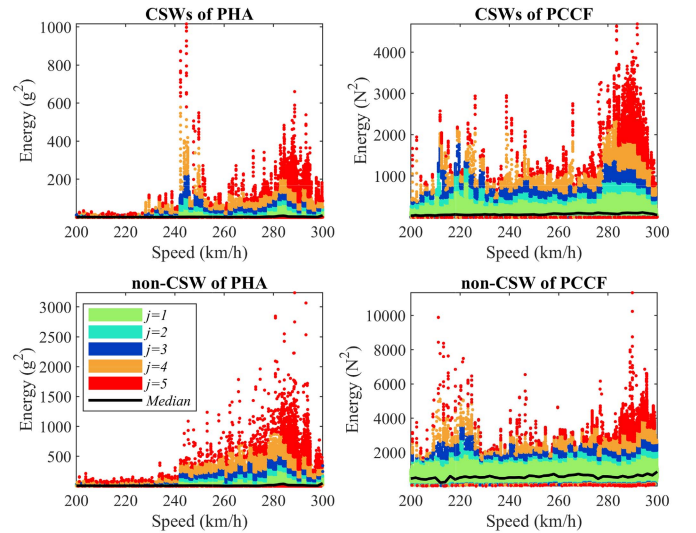 CSWs of PHA
1000
800
600
400
200
Energy (g²)
200 220 240 260 280 300
Speed (km/h)
CSWs of PCCF
4000
3000
2000
1000
Energy (N²)
200 220 240 260 280 300
Speed (km/h)
non-CSW of PHA
3000
2500
2000
1500
1000
500
Energy (g²)
j=1
j=2
j=3
j=4
j=5
Median
200 220 240 260 280 300
Speed (km/h)
non-CSW of PCCF
10000
8000
6000
4000
2000
Energy (N²)
200 220 240 260 280 300
Speed (km/h)